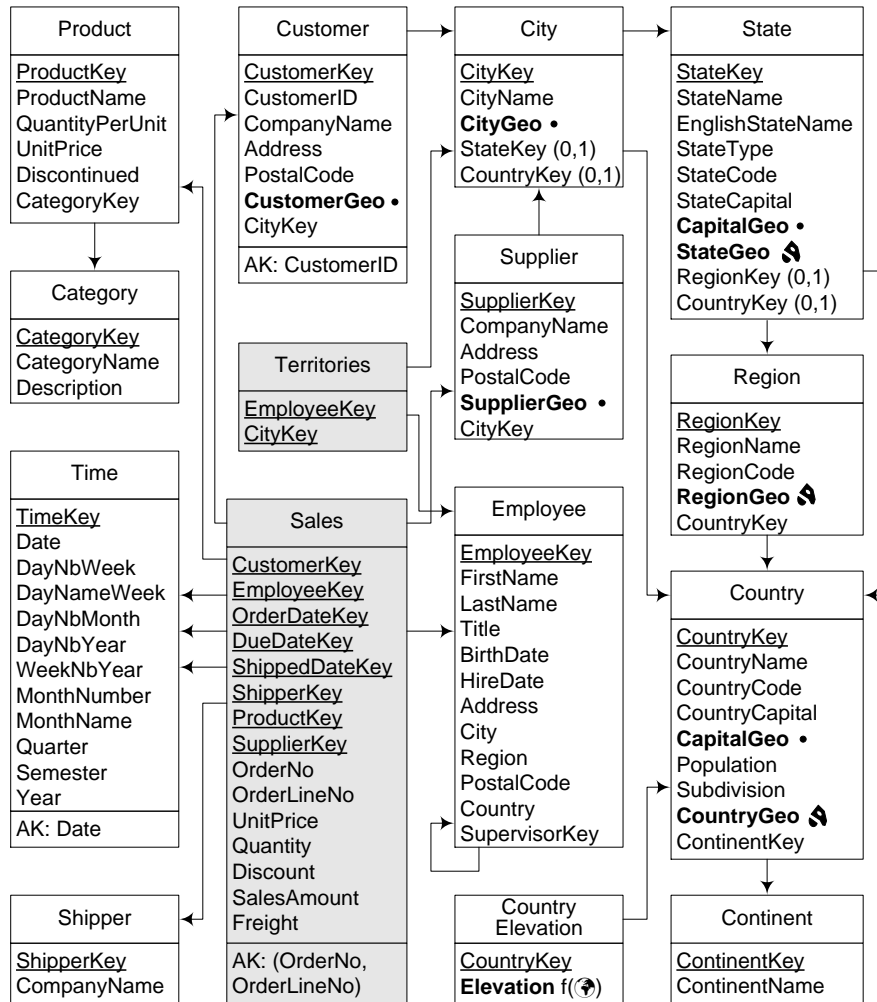 Product
ProductKey
ProductName
QuantityPerUnit
UnitPrice
Discontinued
CategoryKey
Category
CategoryKey
CategoryName
Description
Time
TimeKey
Date
DayNbWeek
DayNameWeek
DayNbMonth
DayNbYear
WeekNbYear
MonthNumber
MonthName
Quarter
Semester
Year
AK: Date
Shipper
ShipperKey
CompanyName
Customer
CustomerKey
CustomerID
CompanyName
Address
PostalCode
CustomerGeo •
CityKey
AK: CustomerID
Territories
EmployeeKey
CityKey
Sales
CustomerKey
EmployeeKey
OrderDateKey
DueDateKey
ShippedDateKey
ShipperKey
ProductKey
SupplierKey
OrderNo
OrderLineNo
UnitPrice
Quantity
Discount
SalesAmount
Freight
AK: (OrderNo,
OrderLineNo)
City
CityKey
CityName
CityGeo •
StateKey (0,1)
CountryKey (0,1)
Supplier
SupplierKey
CompanyName
Address
PostalCode
SupplierGeo •
CityKey
Employee
EmployeeKey
FirstName
LastName
Title
BirthDate
HireDate
Address
City
Region
PostalCode
Country
SupervisorKey
Country
Elevation
CountryKey
Elevation f( )
State
StateKey
StateName
EnglishStateName
StateType
StateCode
StateCapital
CapitalGeo •
StateGeo
RegionKey (0,1)
CountryKey (0,1)
Region
RegionKey
RegionName
RegionCode
RegionGeo
CountryKey
Country
CountryKey
CountryName
CountryCode
CountryCapital
CapitalGeo •
Population
Subdivision
CountryGeo
ContinentKey
Continent
ContinentKey
ContinentName